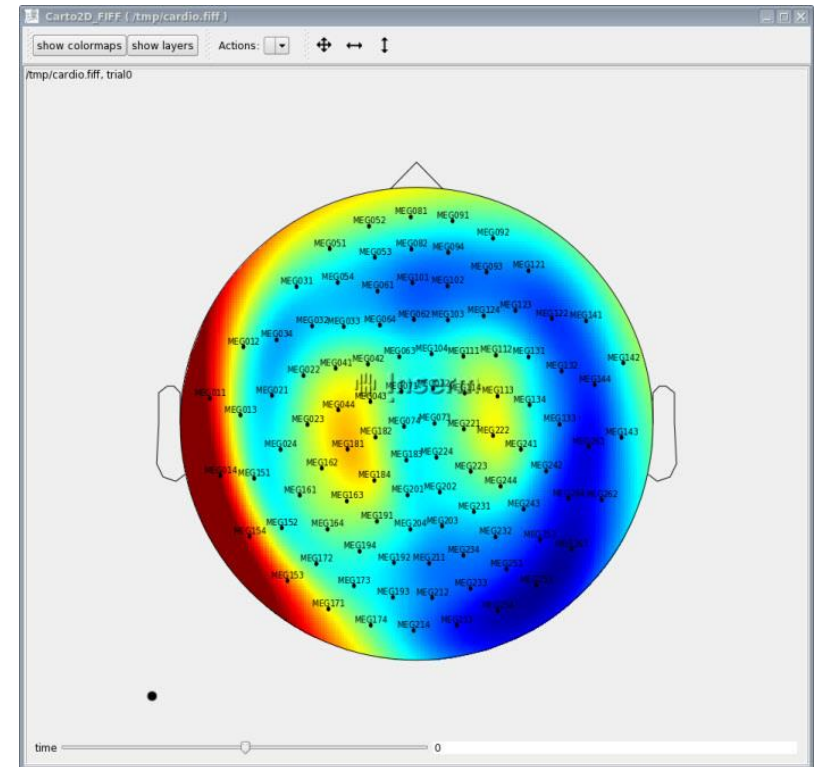 Carto2D_FIFF ( /tmp/cardio.fiff )
show colormaps show layers Actions:
/tmp/cardio.fiff, trial0
MEG081
MEG052 MEG091
MEG092
MEG051 MEG053 MEG082 MEG094
MEG093 MEG121
MEG031 MEG054 MEG061 MEG101 MEG102
MEG032 MEG033 MEG064 MEG062 MEG103 MEG124 MEG123 MEG122 MEG141
MEG012 MEG034
MEG063 MEG104 MEG111 MEG112 MEG131
MEG022 MEG041 MEG042 MEG132 MEG142
MEG144
MEG011 MEG021 MEG043 MEG113
MEG013 MEG044 MEG134
MEG023 MEG074 MEG073 MEG221 MEG133
MEG182 MEG222 MEG143
MEG024 MEG181 MEG241
MEG183 MEG224
MEG014 MEG151 MEG162 MEG184 MEG223 MEG242
MEG161 MEG163 MEG201 MEG202 MEG244 MEG262
MEG231 MEG243
MEG154 MEG152 MEG164 MEG191 MEG204 MEG203 MEG232
MEG172 MEG194 MEG192 MEG211 MEG234
MEG153 MEG173 MEG193 MEG212 MEG233
MEG171 MEG174 MEG214
time 0